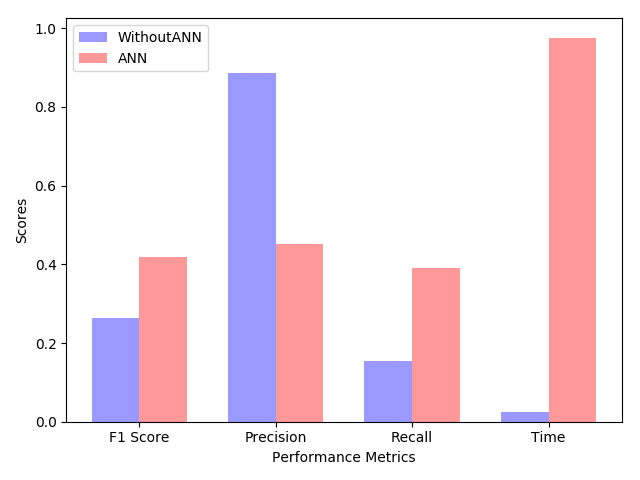 WithoutANN
ANN
Scores
1.0
0.8
0.6
0.4
0.2
0.0
F1 Score Precision Recall Time
Performance Metrics